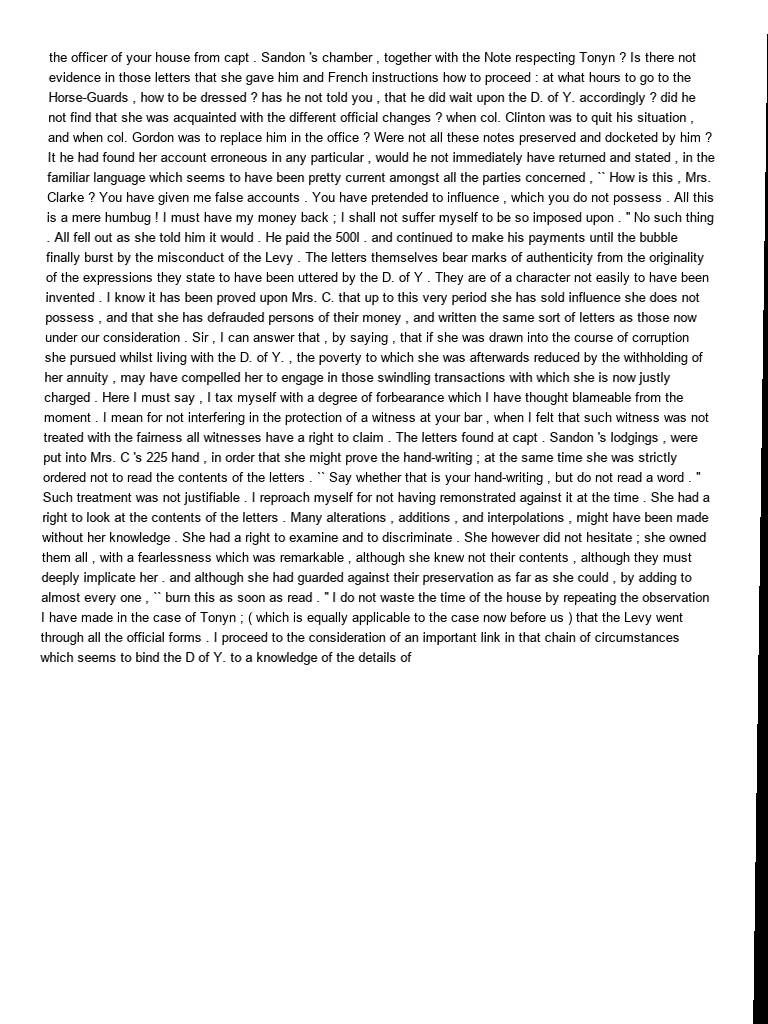 the officer of your house from capt . Sandon 's chamber , together with the Note respecting Tonyn ? Is there not
evidence in those letters that she gave him and French instructions how to proceed : at what hours to go to the
Horse-Guards , how to be dressed ? has he not told you , that he did wait upon the D. of Y. accordingly ? did he
not find that she was acquainted with the different official changes ? when col. Clinton was to quit his situation ,
and when col. Gordon was to replace him in the office ? Were not all these notes preserved and docketed by him ?
It he had found her account erroneous in any particular , would he not immediately have returned and stated , in the
familiar language which seems to have been pretty current amongst all the parties concerned , `` How is this , Mrs.
Clarke ? You have given me false accounts . You have pretended to influence , which you do not possess . All this
is a mere humbug ! I must have my money back ; I shall not suffer myself to be so imposed upon . " No such thing
. All fell out as she told him it would . He paid the 500l . and continued to make his payments until the bubble
finally burst by the misconduct of the Levy . The letters themselves bear marks of authenticity from the originality
of the expressions they state to have been uttered by the D. of Y . They are of a character not easily to have been
invented . I know it has been proved upon Mrs. C. that up to this very period she has sold influence she does not
possess , and that she has defrauded persons of their money , and written the same sort of letters as those now
under our consideration . Sir , I can answer that , by saying , that if she was drawn into the course of corruption
she pursued whilst living with the D. of Y. , the poverty to which she was afterwards reduced by the withholding of
her annuity , may have compelled her to engage in those swindling transactions with which she is now justly
charged . Here I must say , I tax myself with a degree of forbearance which I have thought blameable from the
moment . I mean for not interfering in the protection of a witness at your bar , when I felt that such witness was not
treated with the fairness all witnesses have a right to claim . The letters found at capt . Sandon 's lodgings , were
put into Mrs. C 's 225 hand , in order that she might prove the hand-writing ; at the same time she was strictly
ordered not to read the contents of the letters . `` Say whether that is your hand-writing , but do not read a word . "
Such treatment was not justifiable . I reproach myself for not having remonstrated against it at the time . She had a
right to look at the contents of the letters . Many alterations , additions , and interpolations , might have been made
without her knowledge . She had a right to examine and to discriminate . She however did not hesitate ; she owned
them all , with a fearlessness which was remarkable , although she knew not their contents , although they must
deeply implicate her . and although she had guarded against their preservation as far as she could , by adding to
almost every one , `` burn this as soon as read . " I do not waste the time of the house by repeating the observation
I have made in the case of Tonyn ; ( which is equally applicable to the case now before us ) that the Levy went
through all the official forms . I proceed to the consideration of an important link in that chain of circumstances
which seems to bind the D of Y. to a knowledge of the details of